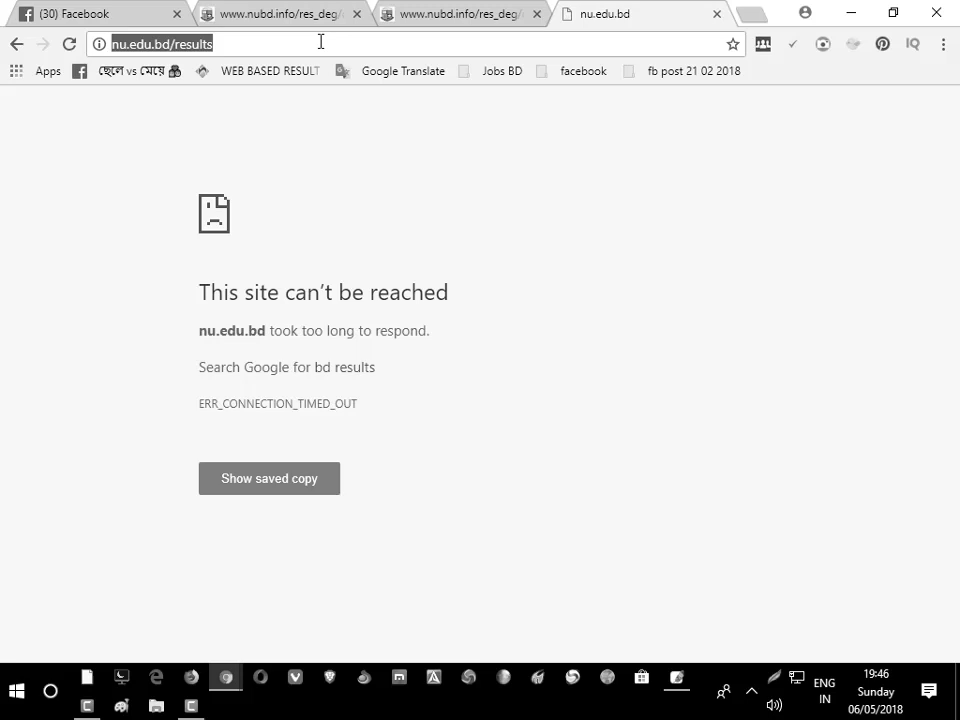 (30) Facebook
www.nubd.info/res_deg/
www.nubd.info/res_deg/
nu.edu.bd
nu.edu.bd/results
Apps
ছেলে vs মেয়ে
WEB BASED RESULT
Google Translate
Jobs BD
facebook
fb post 21 02 2018
IQ
This site can't be reached
nu.edu.bd took too long to respond.
Search Google for bd results
ERR_CONNECTION_TIMED_OUT
Show saved copy
ENG
IN
19:46
Sunday
06/05/2018